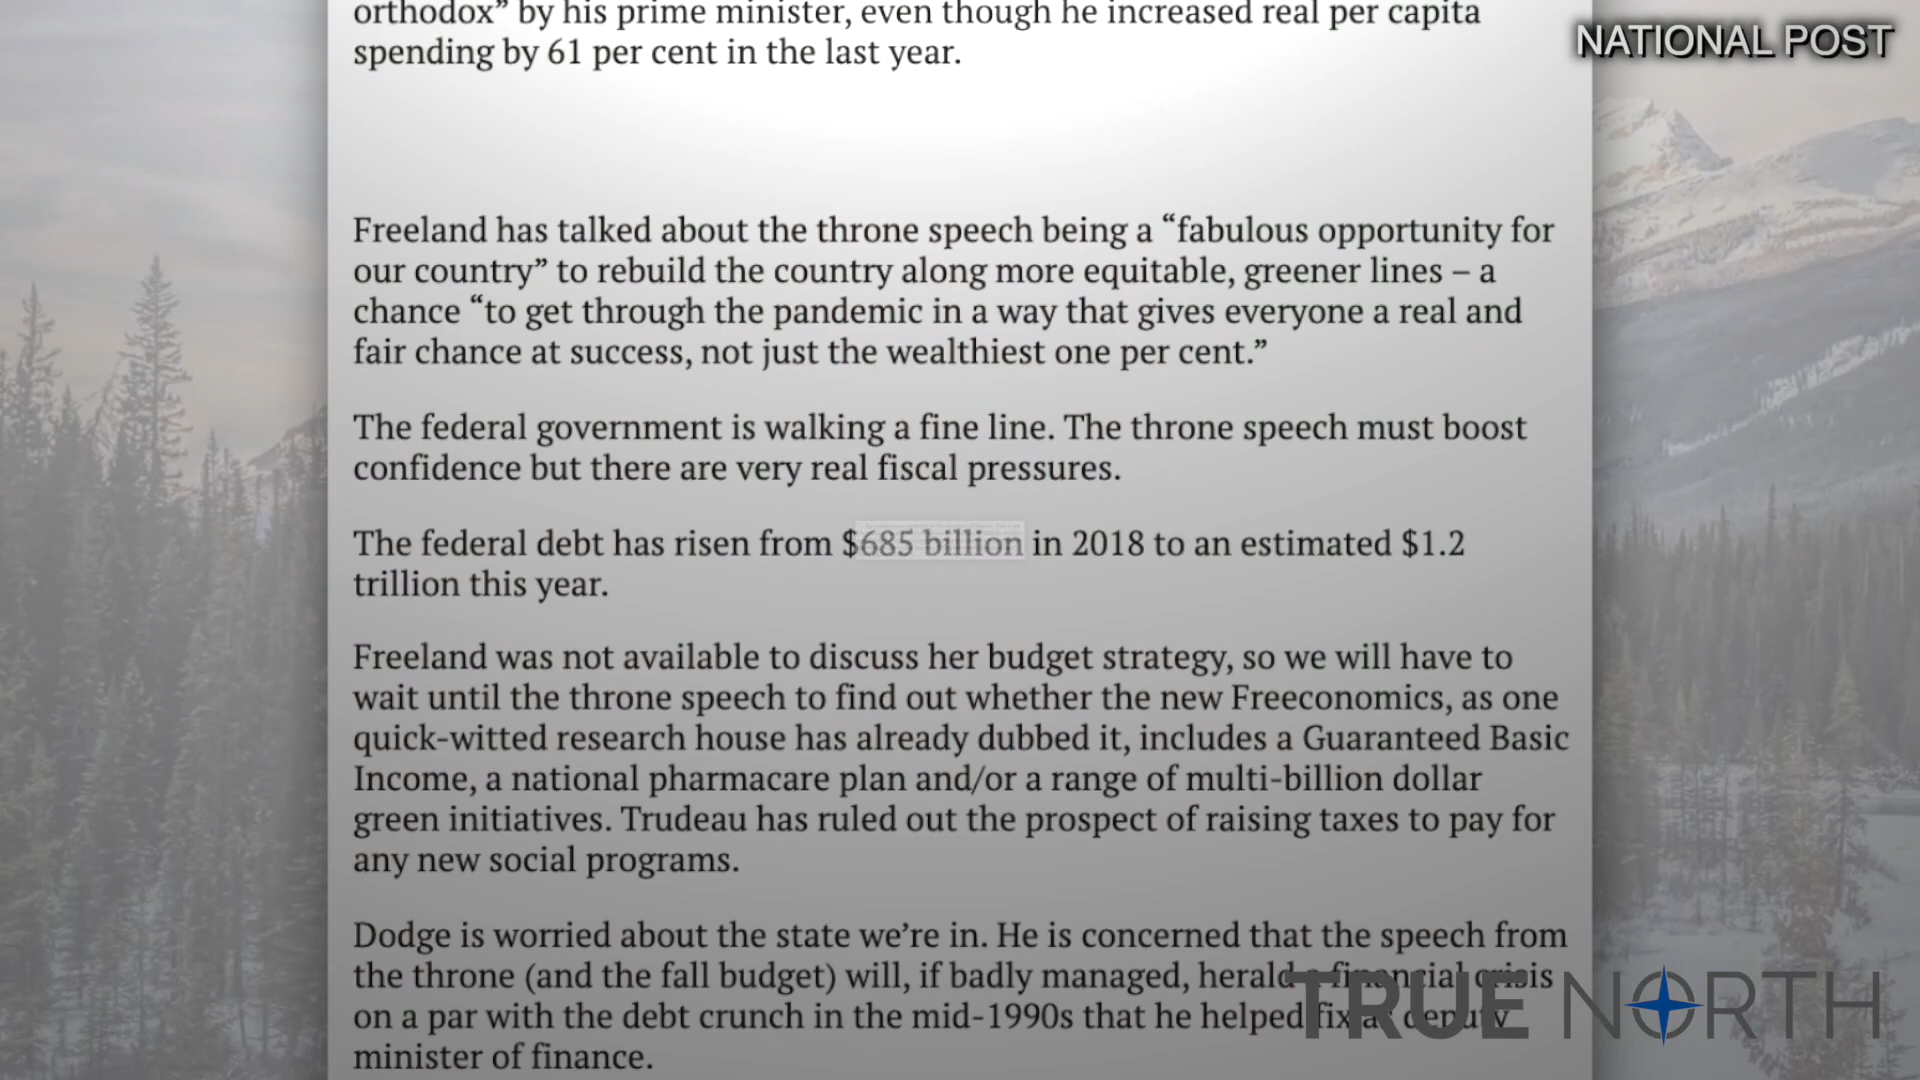 orthodox” by his prime minister, even though he increased real per capita
spending by 61 per cent in the last year.
NATIONAL POST
Freeland has talked about the throne speech being a “fabulous opportunity for
our country” to rebuild the country along more equitable, greener lines – a
chance “to get through the pandemic in a way that gives everyone a real and
fair chance at success, not just the wealthiest one per cent.”
The federal government is walking a fine line. The throne speech must boost
confidence but there are very real fiscal pressures.
The federal debt has risen from $685 billion in 2018 to an estimated $1.2
trillion this year.
Freeland was not available to discuss her budget strategy, so we will have to
wait until the throne speech to find out whether the new Freeconomics, as one
quick-witted research house has already dubbed it, includes a Guaranteed Basic
Income, a national pharmacare plan and/or a range of multi-billion dollar
green initiatives. Trudeau has ruled out the prospect of raising taxes to pay for
any new social programs.
Dodge is worried about the state we’re in. He is concerned that the speech from
the throne (and the fall budget) will, if badly managed, herald a financial crisis
on a par with the debt crunch in the mid-1990s that he helped fix as deputy
minister of finance.
TRUE NORTH